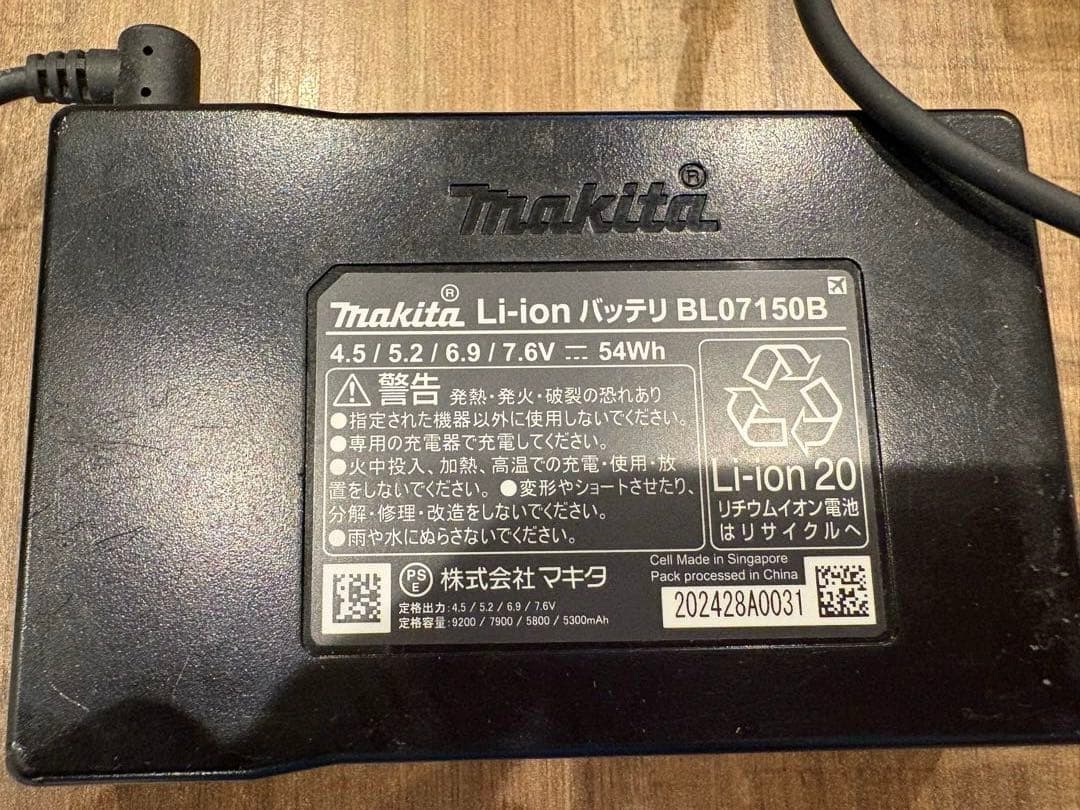 makita®
makita® Li-ion バッテリ BL07150B
4.5 / 5.2 / 6.9 / 7.6V ⎓ 54Wh
⚠ 警告 発熱・発火・破裂の恐れあり
●指定された機器以外に使用しないでください。
●専用の充電器で充電してください。
●火中投入、加熱、高温での充電・使用・放
置をしないでください。 ●変形やショートさせたり、
分解・修理・改造をしないでください。
●雨や水にぬらさないでください。
Li-ion 20
リチウムイオン電池
はリサイクルへ
PS
E
株式会社 マキタ
定格出力: 4.5 / 5.2 / 6.9 / 7.6V
定格容量: 9200 / 7900 / 5800 / 5300mAh
Cell Made in Singapore
Pack processed in China
202428A0031